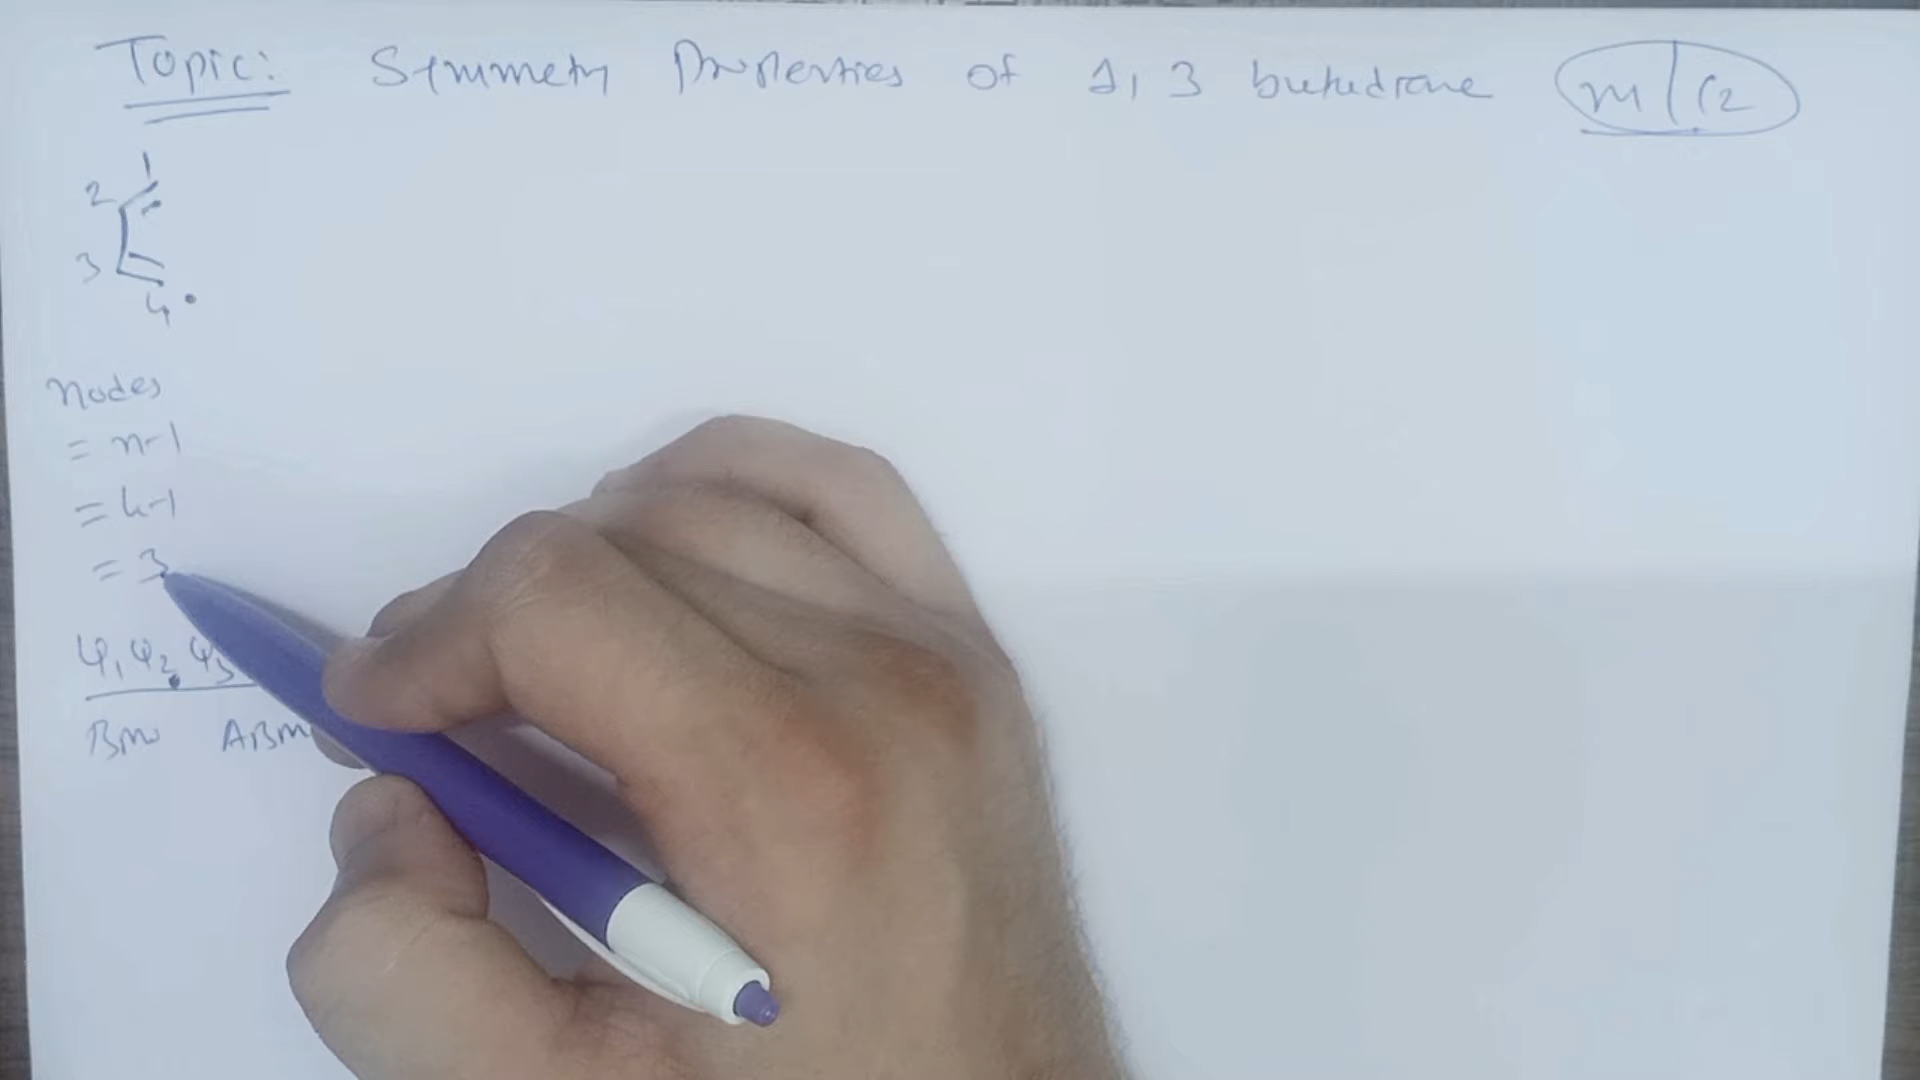 Topic: Symmetry Properties of 1,3 butadiene m/C2
1
2
3
4
nodes
= n-1
= 4-1
= 3
Ψ1 Ψ2 Ψ3
BMO ABM